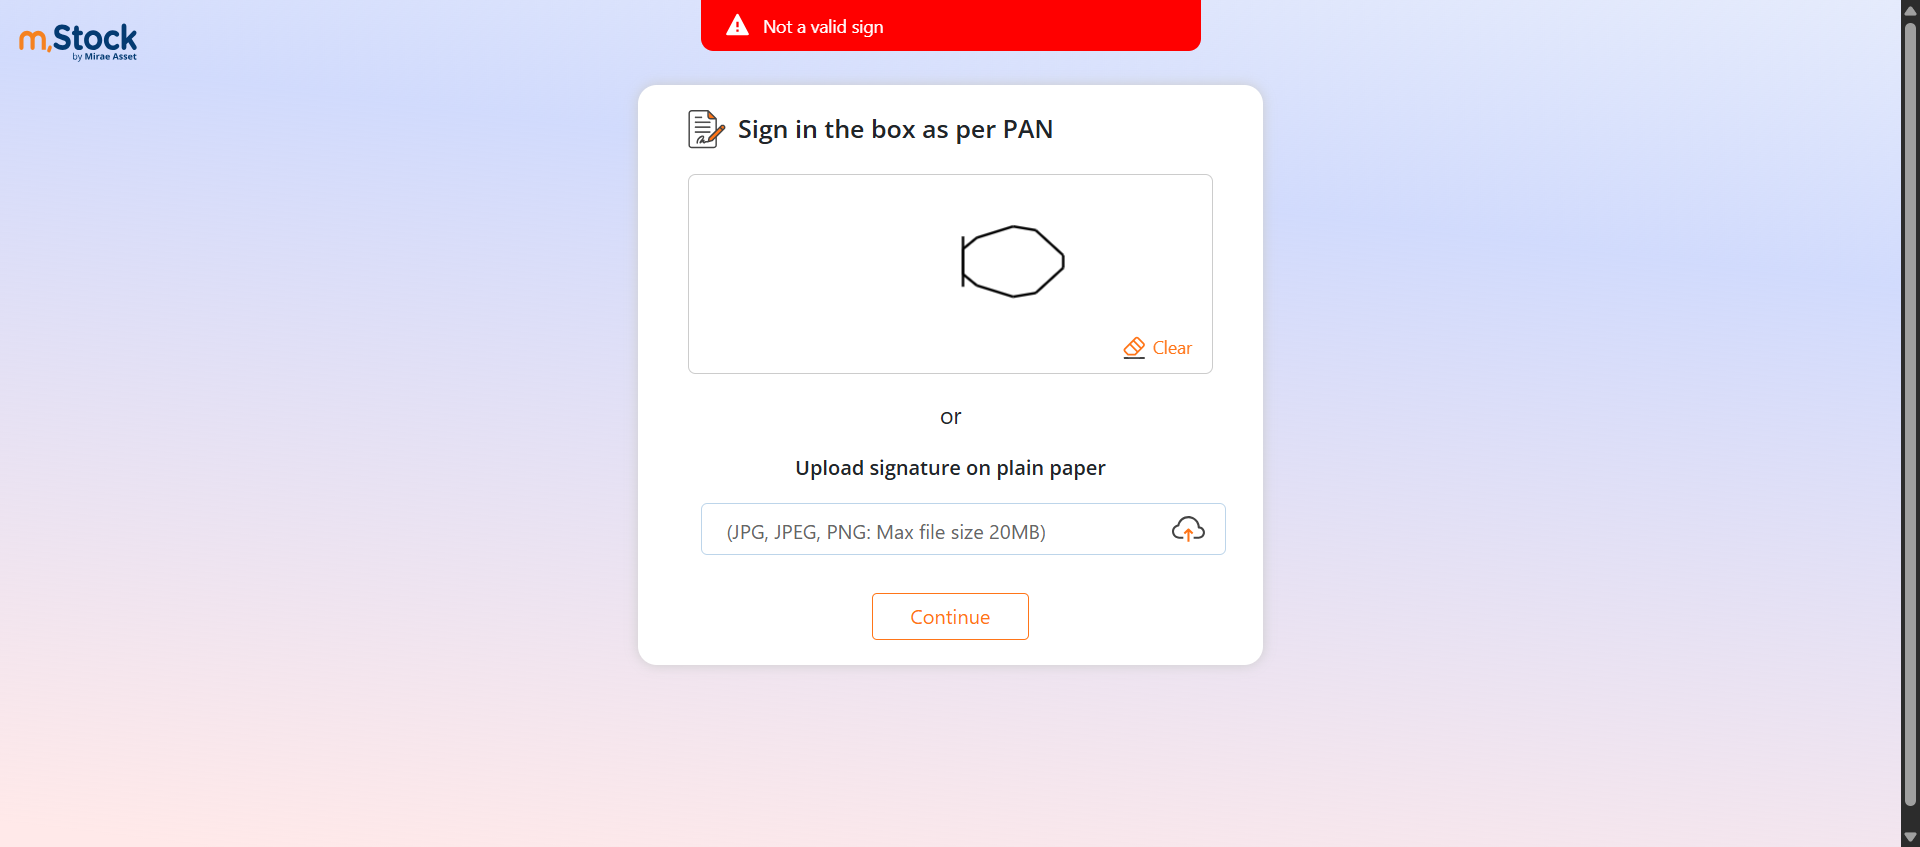 m.Stock
by Mirae Asset
Not a valid sign
Sign in the box as per PAN
Clear
or
Upload signature on plain paper
(JPG, JPEG, PNG: Max file size 20MB)
Continue